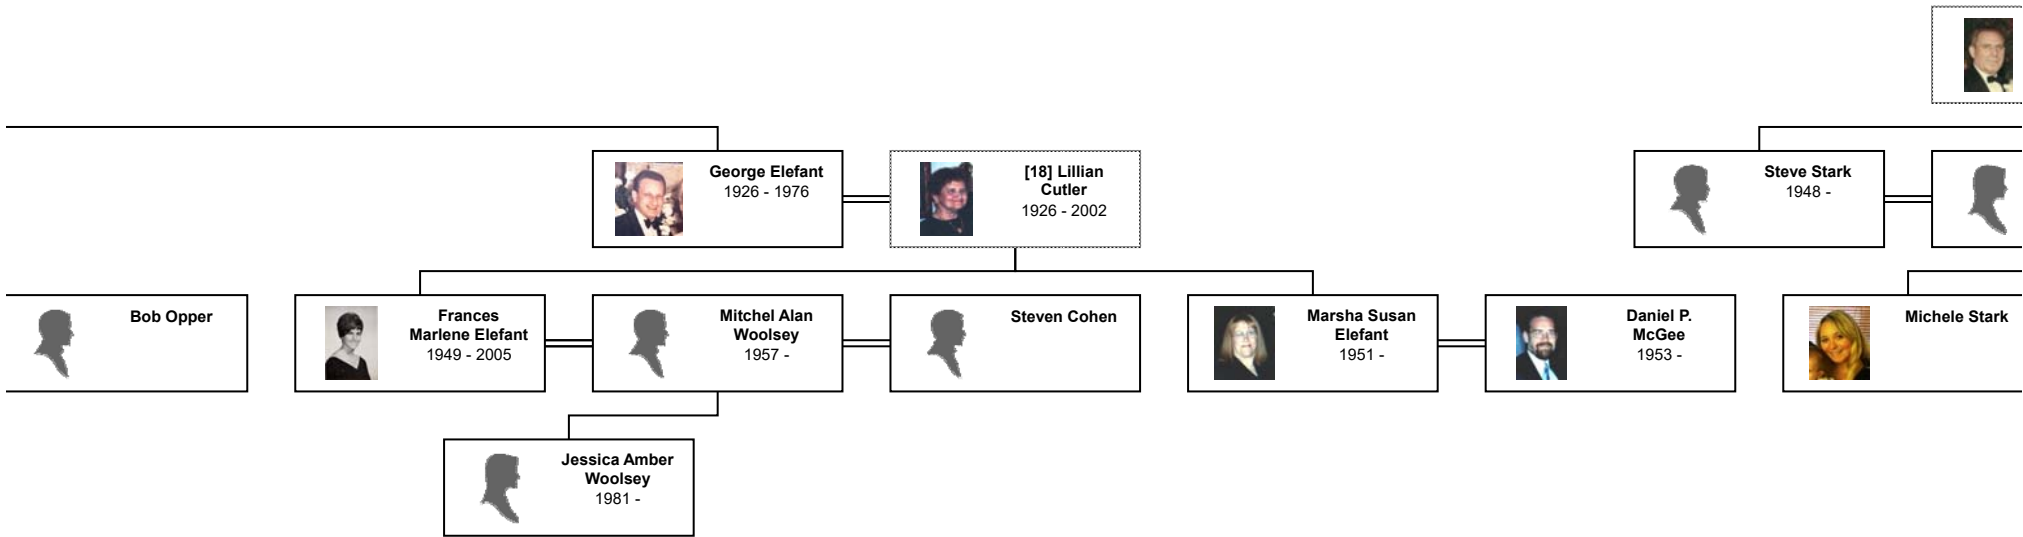 George Elefant
1926 - 1976
[18] Lillian
Cutler
1926 - 2002
Steve Stark
1948 -
Bob Opper
Frances
Marlene Elefant
1949 - 2005
Mitchel Alan
Woolsey
1957 -
Steven Cohen
Marsha Susan
Elefant
1951 -
Daniel P.
McGee
1953 -
Michele Stark
Jessica Amber
Woolsey
1981 -